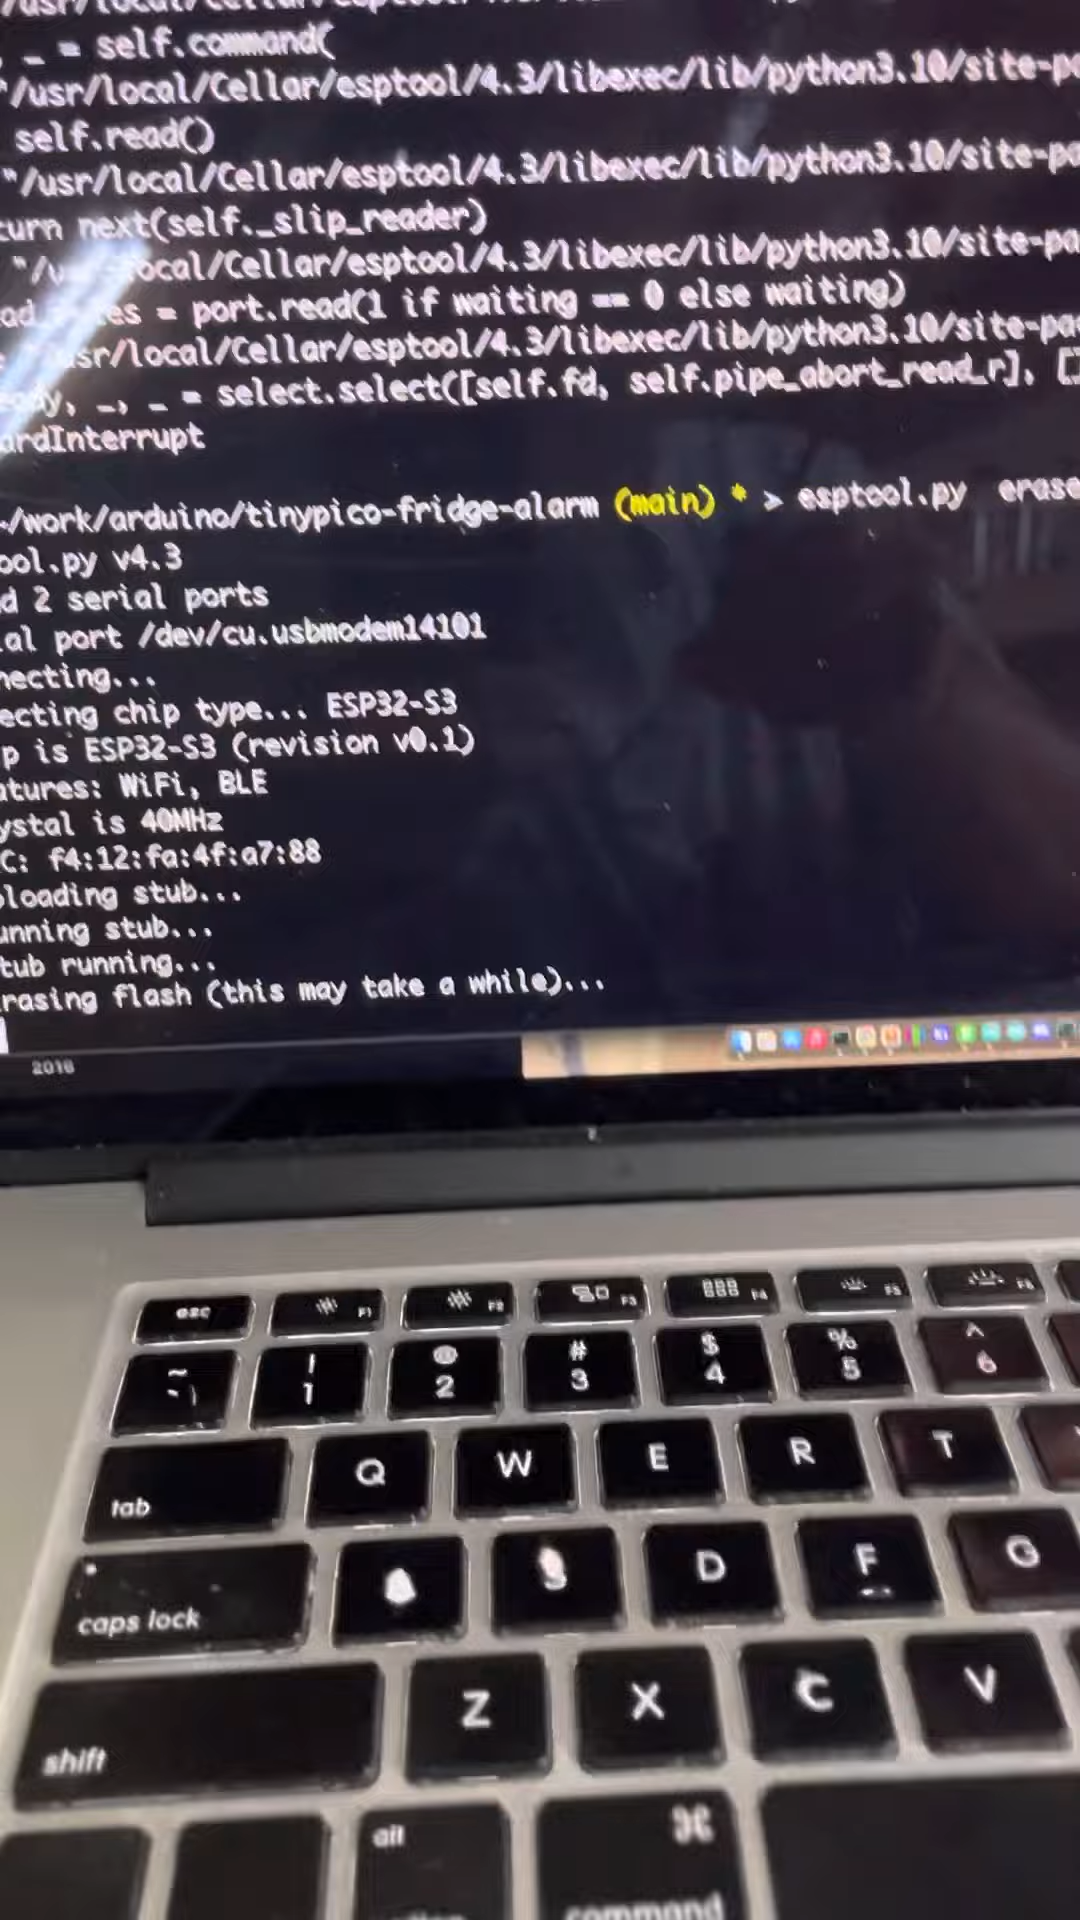 _ = self.command(
"/usr/local/Cellar/esptool/4.3/libexec/lib/python3.10/site-pa
self.read()
"/usr/local/Cellar/esptool/4.3/libexec/lib/python3.10/site-pa
turn next(self._slip_reader)
"/usr/local/Cellar/esptool/4.3/libexec/lib/python3.10/site-pa
= port.read(1 if waiting == 0 else waiting)
usr/local/Cellar/esptool/4.3/libexec/lib/python3.10/site-pa
eady, _, _ = select.select([self.fd, self.pipe_abort_read_r], []
ardInterrupt
~/work/arduino/tinypico-fridge-alarm (main) * > esptool.py erase
ool.py v4.3
d 2 serial ports
al port /dev/cu.usbmodem14101
necting...
ecting chip type... ESP32-S3
p is ESP32-S3 (revision v0.1)
atures: WiFi, BLE
ystal is 40MHz
C: f4:12:fa:4f:a7:88
ploading stub...
unning stub...
tub running...
rasing flash (this may take a while)...
2016
esc F1 F2 F3 F4 F5 F6
~ ! @ # $ % ^
` 1 2 3 4 5 6
tab Q W E R T
caps lock D F G
shift Z X C V
alt ⌘
command